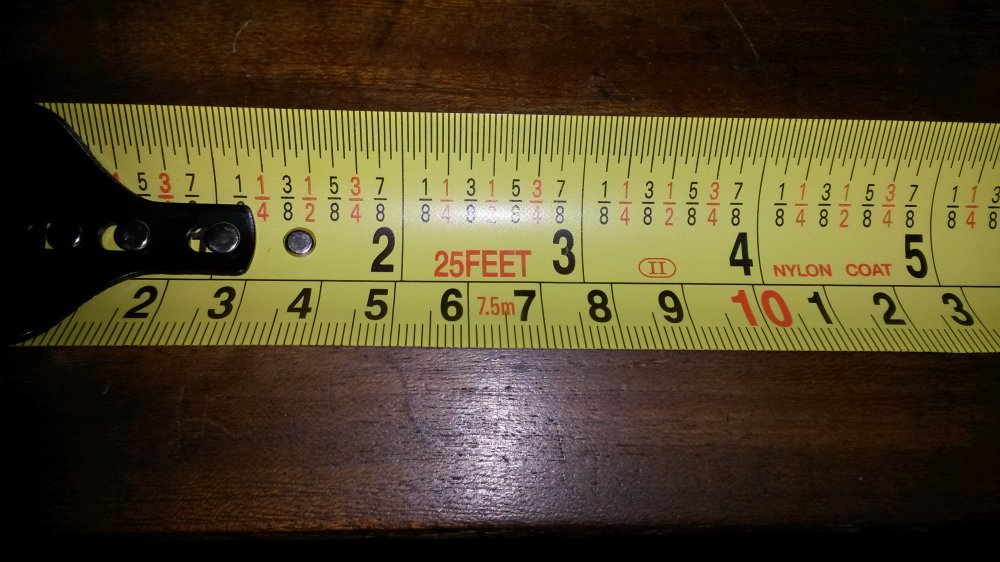 5/8 3/4 7/8 1/8 1/4 3/8 1/2 5/8 3/4 7/8 1/8 1/4 3/8 1/2 5/8 3/4 7/8 1/8 1/4 3/8 1/2 5/8 3/4 7/8 1/8 1/4 3/8 1/2 5/8 3/4 7/8 1/8 1/4
2 25FEET 3 II 4 NYLON COAT 5
2 3 4 5 6 7.5m 7 8 9 10 1 2 3